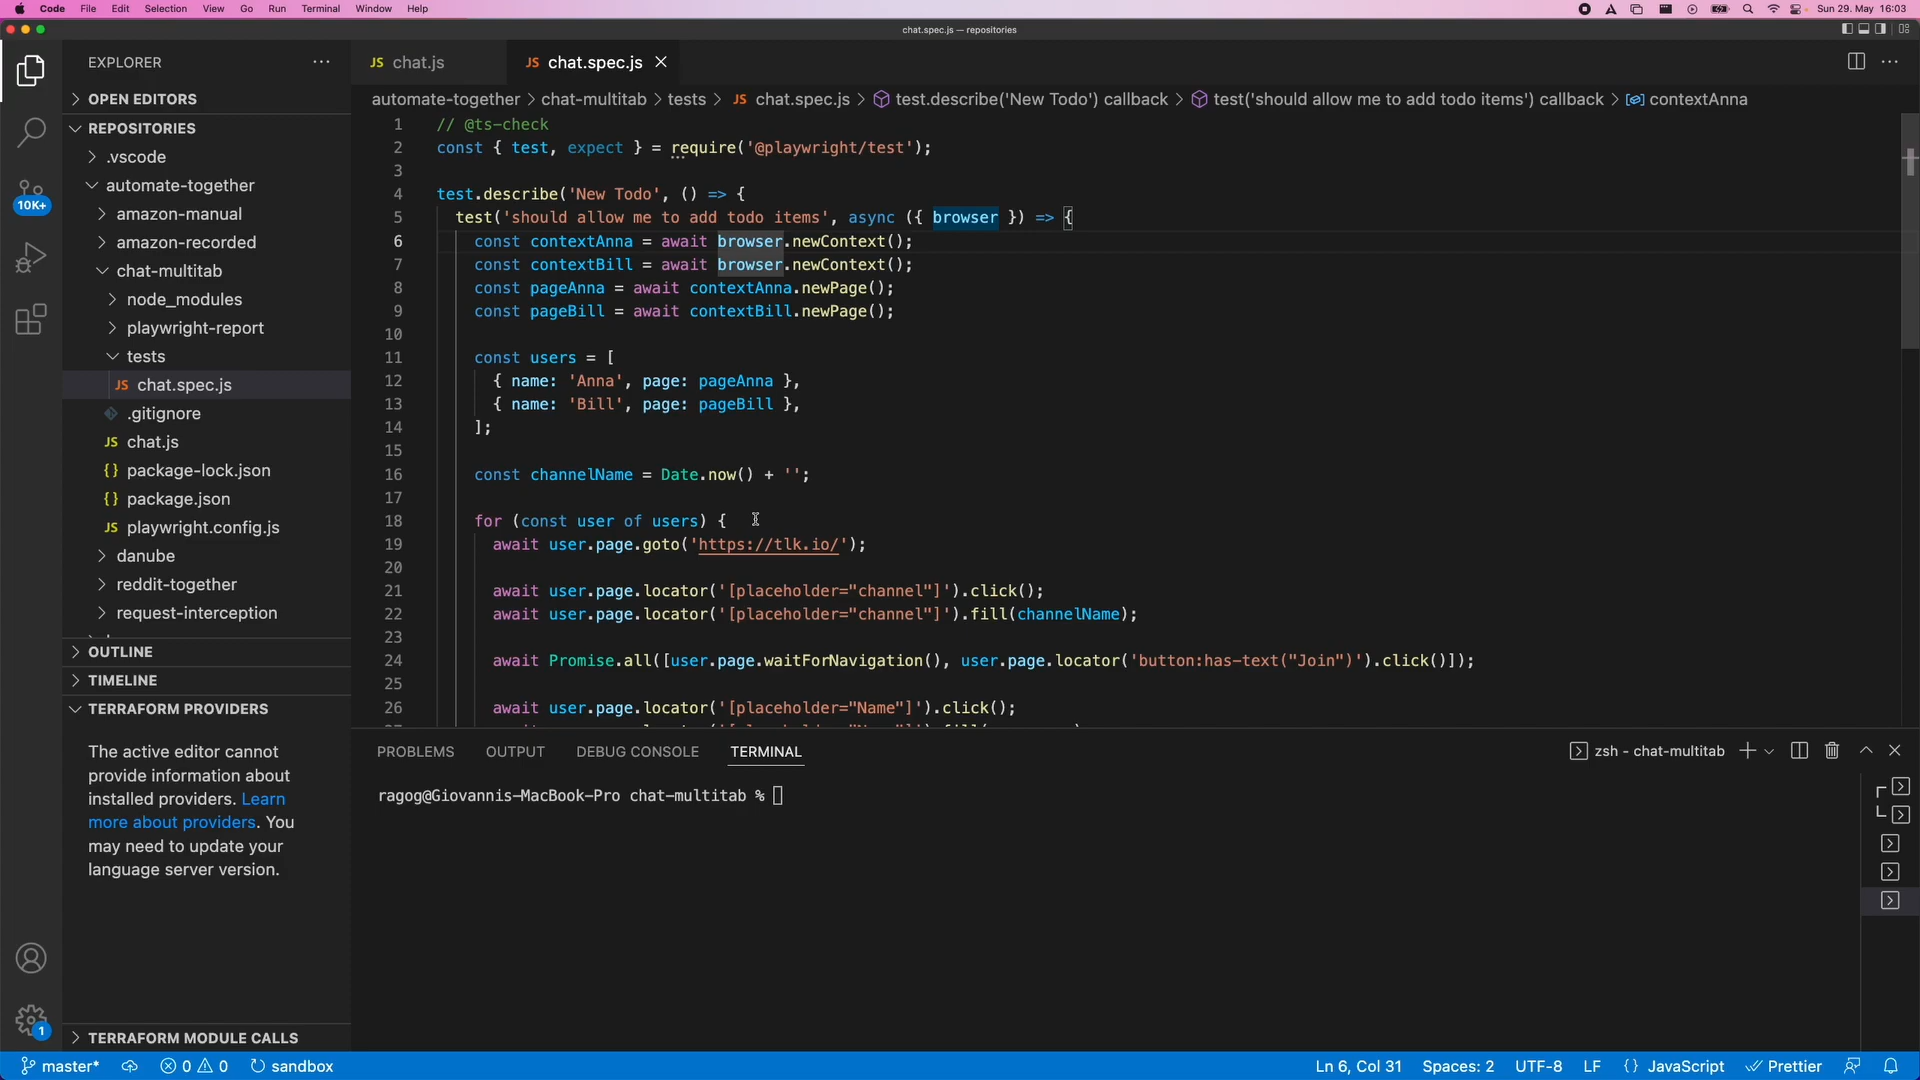 Code File Edit Selection View Go Run Terminal Window Help
Sun 29. May 16:03
chat.spec.js — repositories
EXPLORER
OPEN EDITORS
REPOSITORIES
.vscode
automate-together
amazon-manual
amazon-recorded
chat-multitab
node_modules
playwright-report
tests
JS chat.spec.js
.gitignore
JS chat.js
{} package-lock.json
{} package.json
JS playwright.config.js
danube
reddit-together
request-interception
OUTLINE
TIMELINE
TERRAFORM PROVIDERS
The active editor cannot
provide information about
installed providers. Learn
more about providers. You
may need to update your
language server version.
TERRAFORM MODULE CALLS
10K+
1
JS chat.js
JS chat.spec.js
automate-together > chat-multitab > tests > JS chat.spec.js > test.describe('New Todo') callback > test('should allow me to add todo items') callback > contextAnna
1 // @ts-check
2 const { test, expect } = require('@playwright/test');
3
4 test.describe('New Todo', () => {
5 test('should allow me to add todo items', async ({ browser }) => {
6 const contextAnna = await browser.newContext();
7 const contextBill = await browser.newContext();
8 const pageAnna = await contextAnna.newPage();
9 const pageBill = await contextBill.newPage();
10
11 const users = [
12 { name: 'Anna', page: pageAnna },
13 { name: 'Bill', page: pageBill },
14 ];
15
16 const channelName = Date.now() + '';
17
18 for (const user of users) {
19 await user.page.goto('https://tlk.io/');
20
21 await user.page.locator('[placeholder="channel"]').click();
22 await user.page.locator('[placeholder="channel"]').fill(channelName);
23
24 await Promise.all([user.page.waitForNavigation(), user.page.locator('button:has-text("Join")').click()]);
25
26 await user.page.locator('[placeholder="Name"]').click();
PROBLEMS OUTPUT DEBUG CONSOLE TERMINAL
zsh - chat-multitab
ragog@Giovannis-MacBook-Pro chat-multitab %
master* 0 0 sandbox
Ln 6, Col 31 Spaces: 2 UTF-8 LF {} JavaScript Prettier